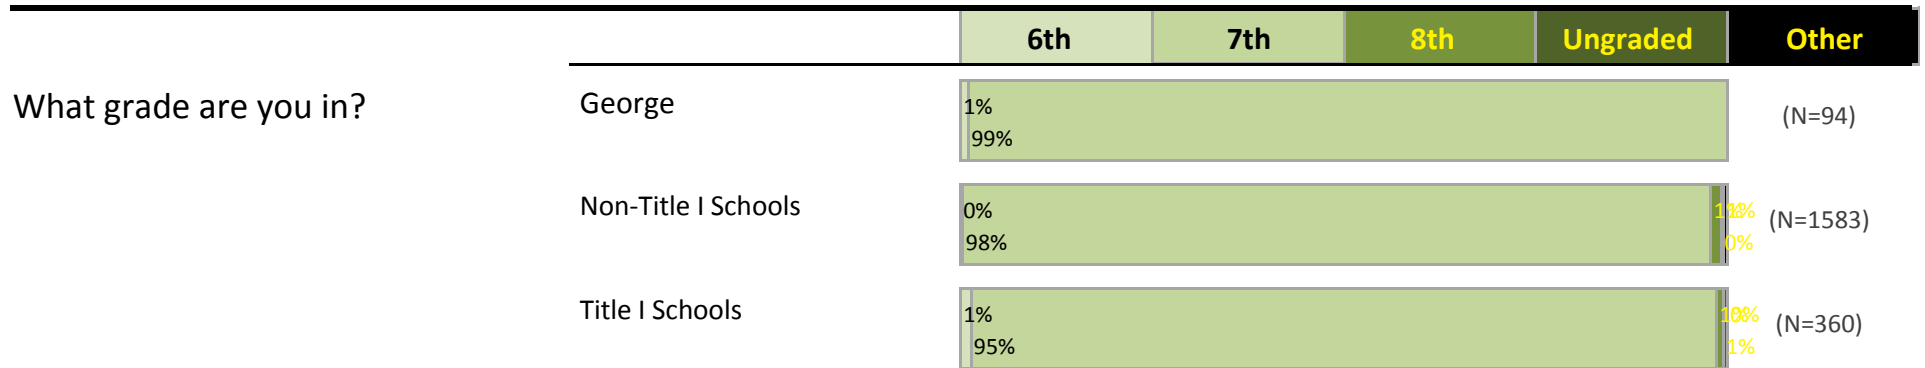 6th 7th 8th Ungraded Other
What grade are you in?
George
1%
99%
(N=94)
Non-Title I Schools
0%
98%
0%
(N=1583)
Title I Schools
1%
95%
1%
(N=360)